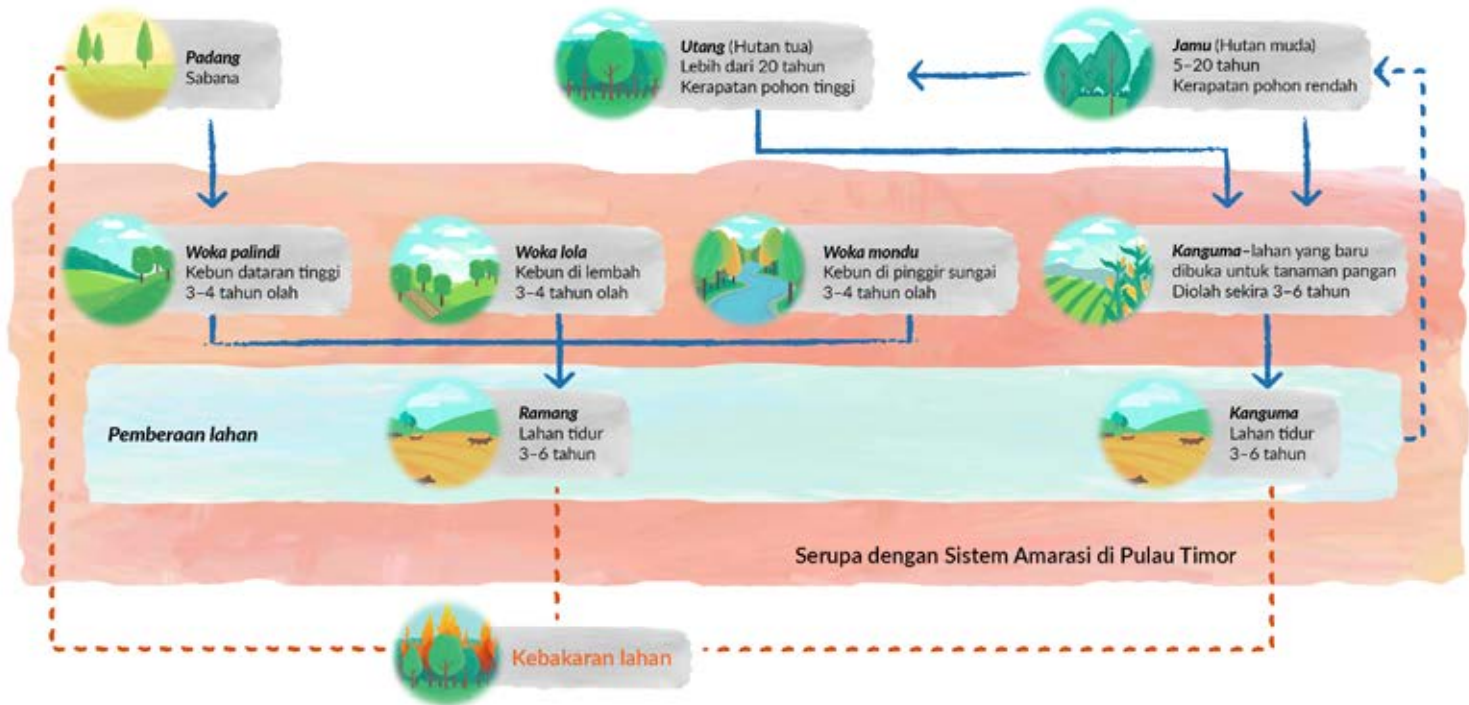 Padang
Sabana
Utang (Hutan tua)
Lebih dari 20 tahun
Kerapatan pohon tinggi
Jamu (Hutan muda)
5–20 tahun
Kerapatan pohon rendah
Woka palindi
Kebun dataran tinggi
3–4 tahun olah
Woka lola
Kebun di lembah
3–4 tahun olah
Woka mondu
Kebun di pinggir sungai
3–4 tahun olah
Kanguma–lahan yang baru
dibuka untuk tanaman pangan
Diolah sekira 3–6 tahun
Pemberaan lahan
Ramang
Lahan tidur
3–6 tahun
Kanguma
Lahan tidur
3–6 tahun
Serupa dengan Sistem Amarasi di Pulau Timor
Kebakaran lahan